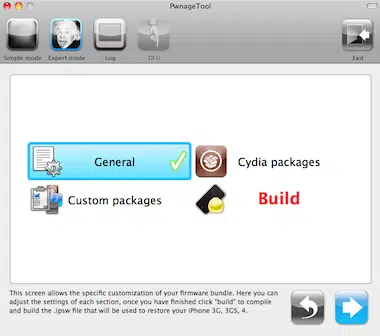 PwnageTool
Simple mode
Expert mode
Log
DFU
Exit
General
Cydia packages
Custom packages
Build
This screen allows the specific customization of your firmware bundle. Here you can
adjust the settings of each section, once you have finished click "build" to compile
and build the .ipsw file that will be used to restore your iPhone 3G, 3GS, 4.